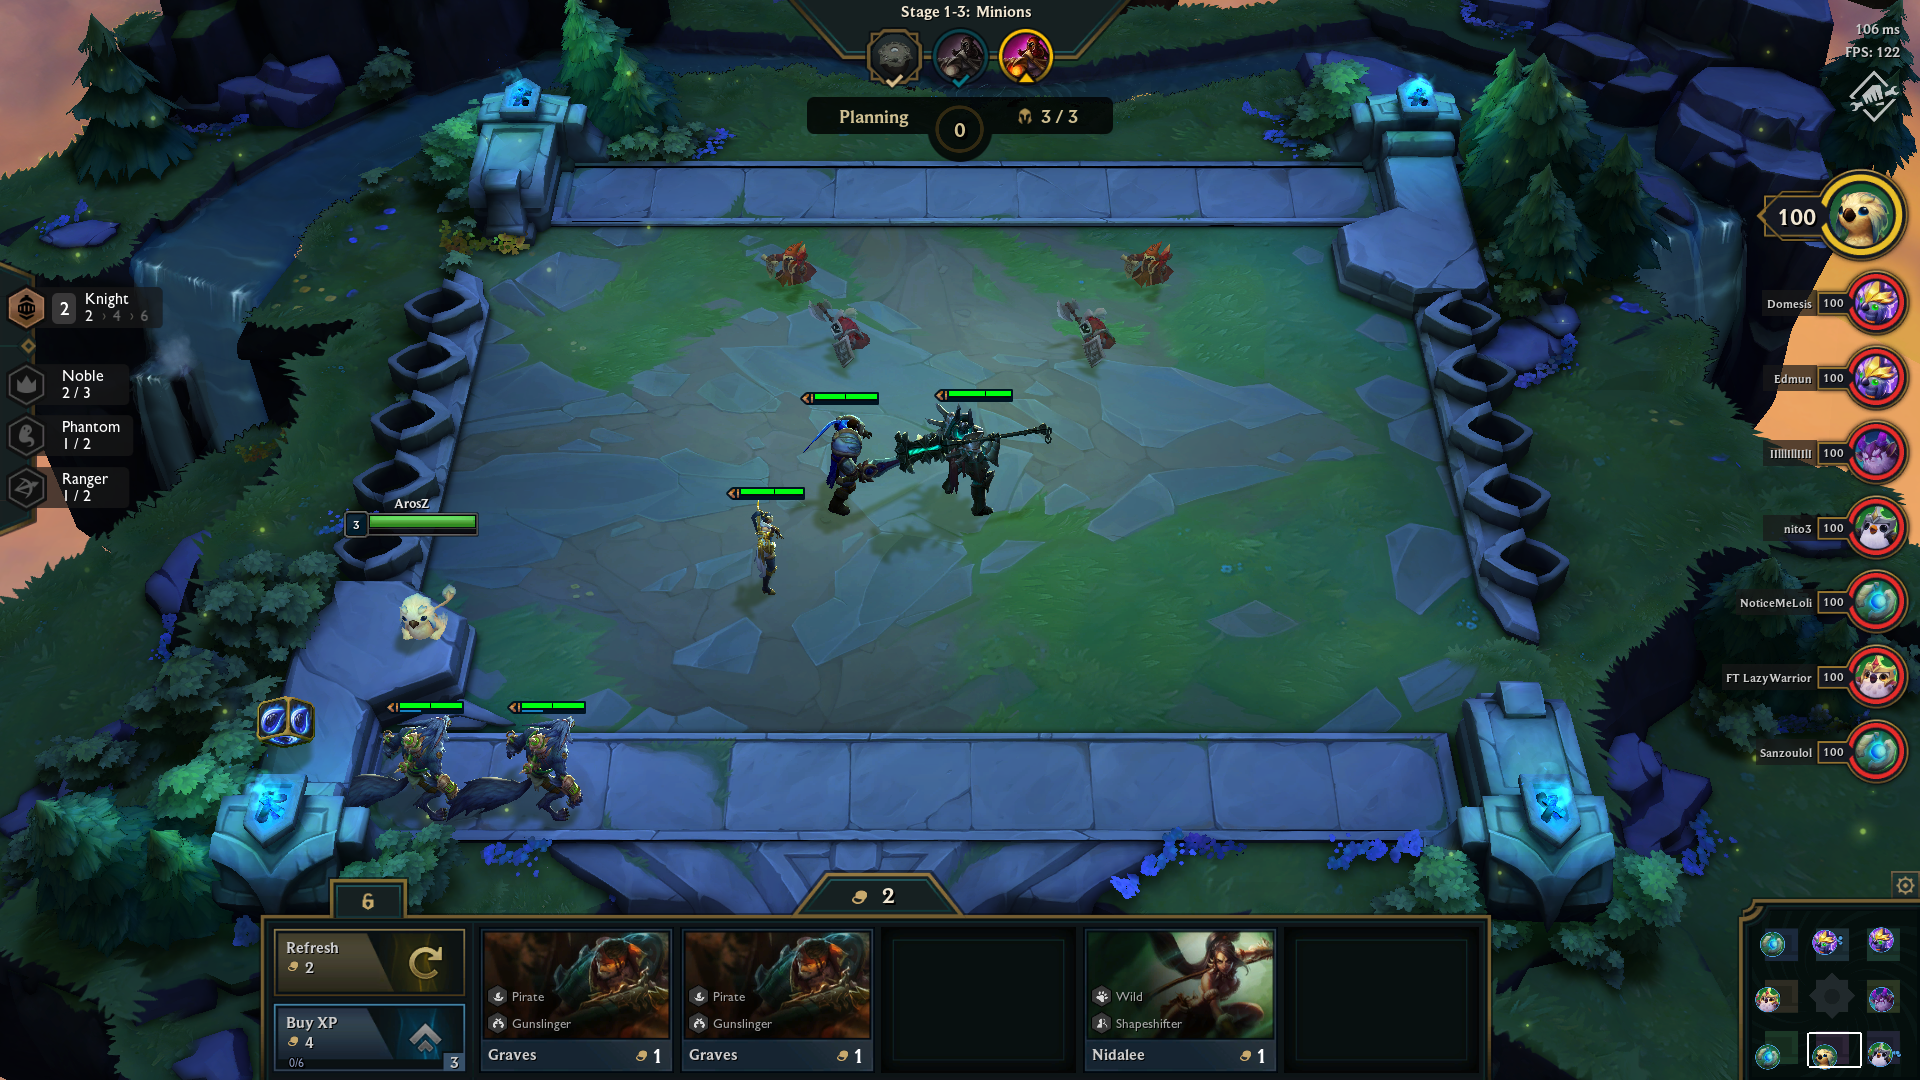 Stage 1-3: Minions
106 ms
FPS: 122
Planning
0
3 / 3
100
Domesis 100
Edmun 100
100
nito3 100
NoticeMeLoli 100
FT LazyWarrior 100
Sanzoulol 100
2
Knight
2 › 4 › 6
Noble
2 / 3
Phantom
1 / 2
Ranger
1 / 2
ArosZ
3
6
2
Refresh
2
Buy XP
4
0/6
3
Pirate
Gunslinger
Graves 1
Pirate
Gunslinger
Graves 1
Wild
Shapeshifter
Nidalee 1